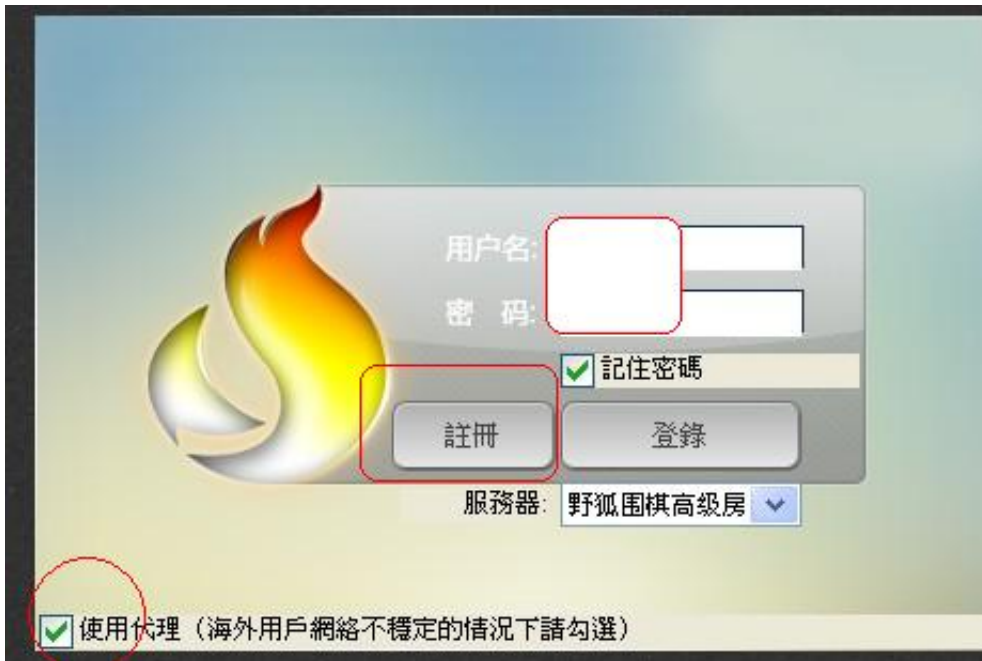 用户名:
密 码:
記住密碼
註冊 登錄
服務器: 野狐围棋高级房
使用代理（海外用戶網絡不穩定的情況下請勾選）